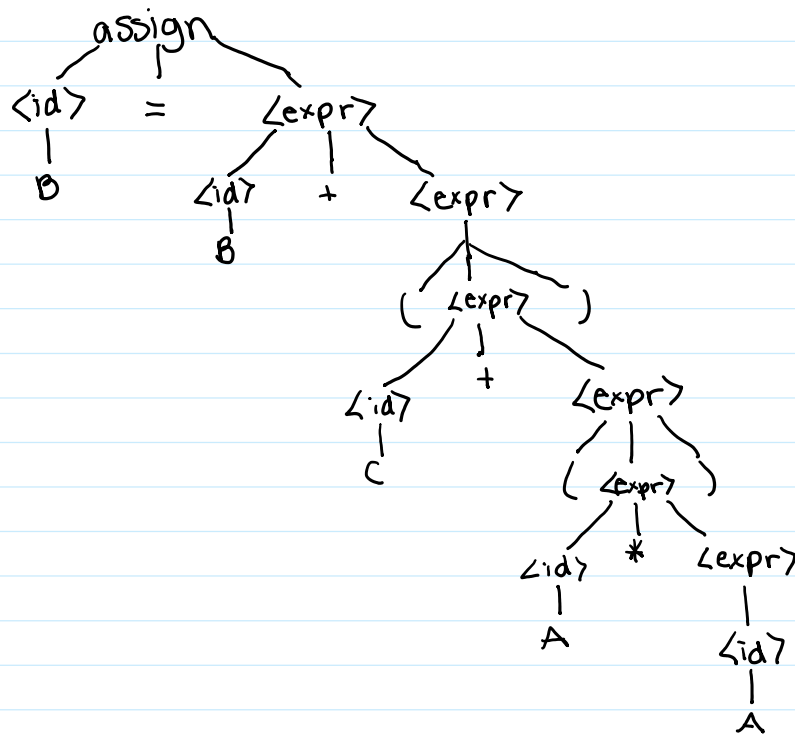 assign
<id> = <expr>
B <id> + <expr>
B
( <expr> )
<id> + <expr>
C ( <expr> )
<id> * <expr>
A <id>
A